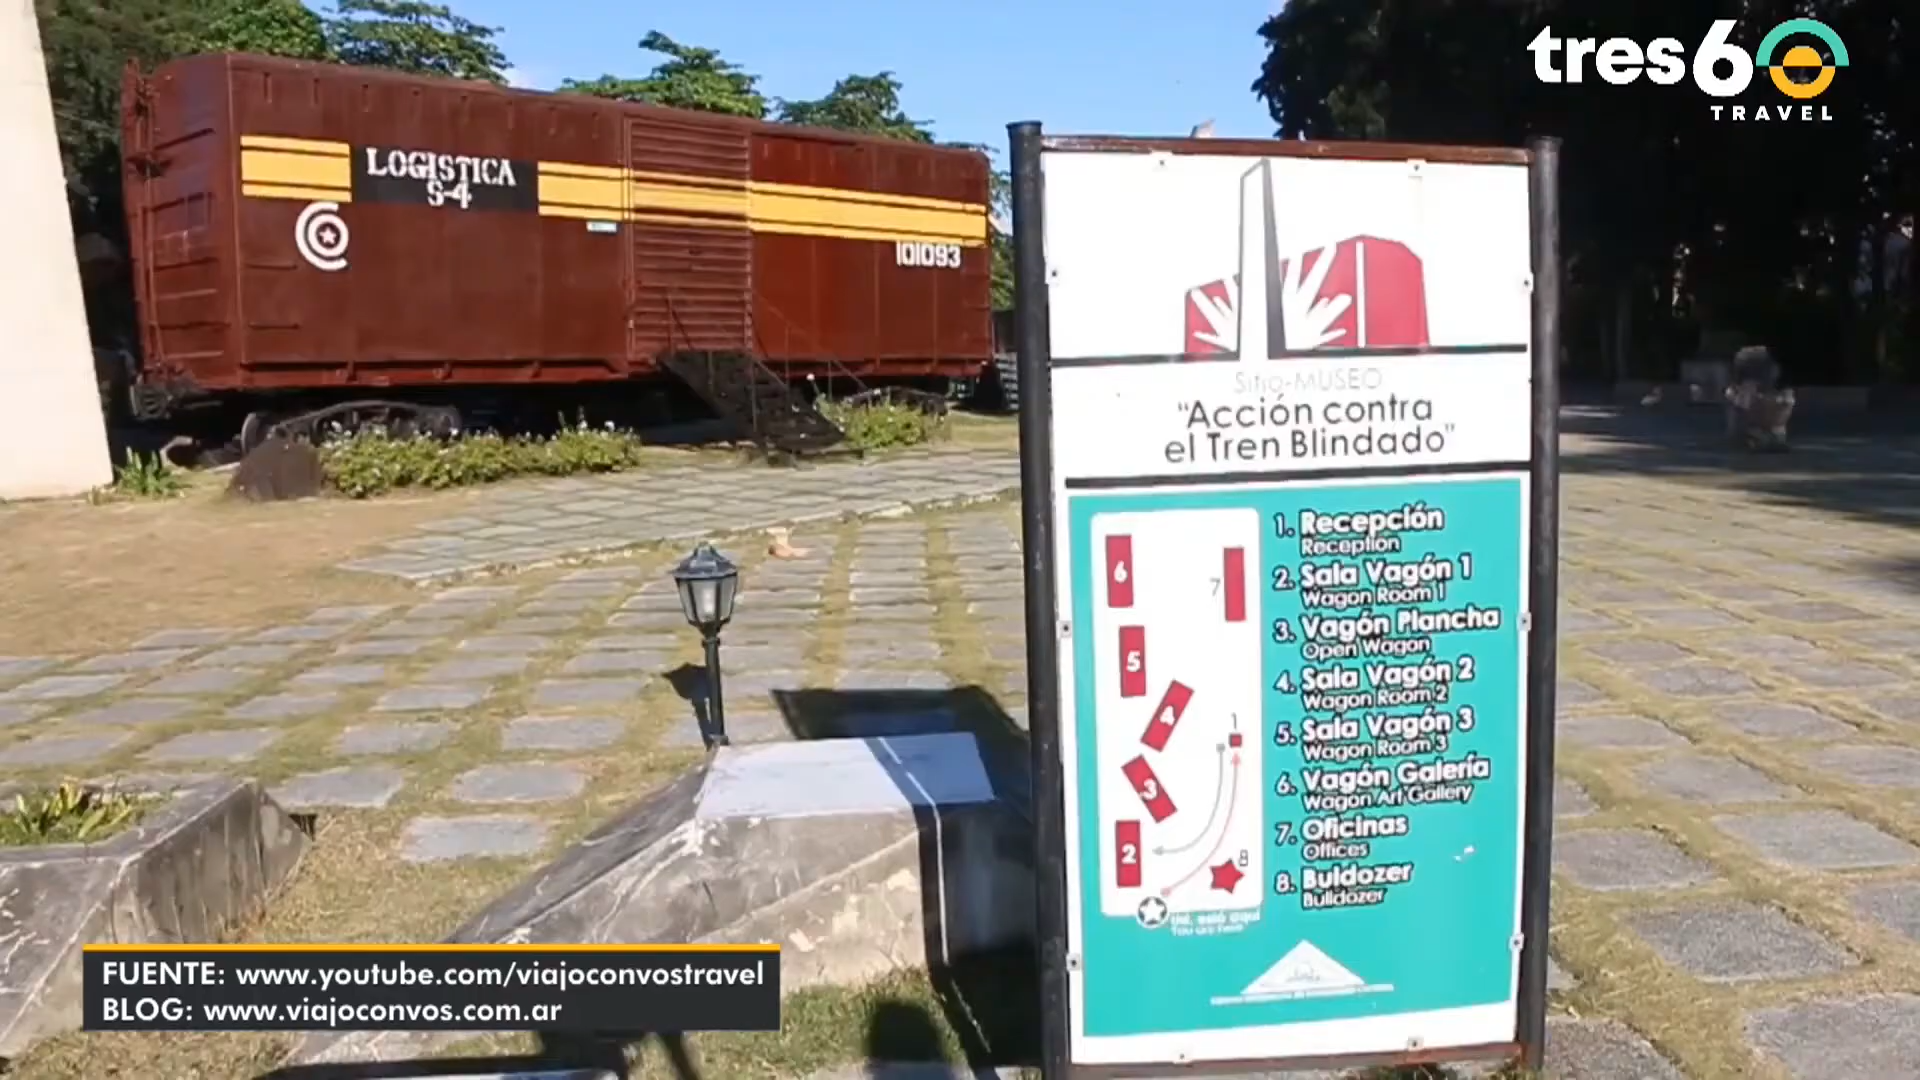 tres60
TRAVEL
LOGISTICA
S-4
101093
Sitio-MUSEO
"Acción contra
el Tren Blindado"
1. Recepción
Reception
2. Sala Vagón 1
Wagon Room 1
3. Vagón Plancha
Open Wagon
4. Sala Vagón 2
Wagon Room 2
5. Sala Vagón 3
Wagon Room 3
6. Vagón Galería
Wagon Art Gallery
7. Oficinas
Offices
8. Buldozer
Bulldozer
6
7
5
4
1
3
2
8
Ud. está aquí
You are here
FUENTE: www.youtube.com/viajoconvostravel
BLOG: www.viajoconvos.com.ar